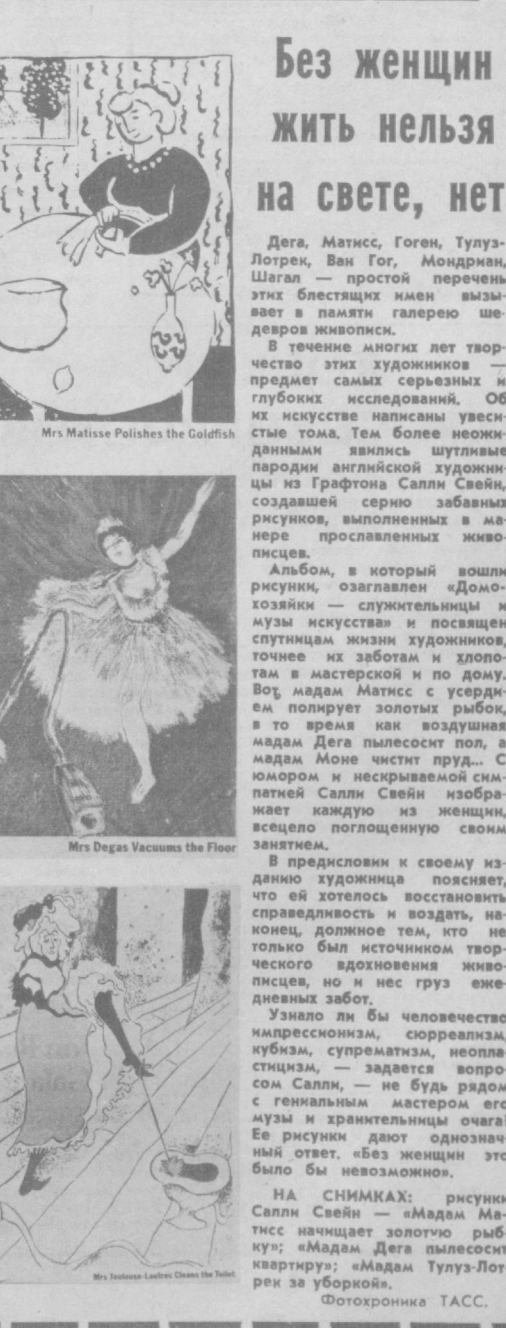 Без женщин
жить нельзя
на свете, нет
Дега, Матисс, Гоген, Тулуз-
Лотрек, Ван Гог, Мондриан,
Шагал — простой перечень
этих блестящих имен вызы-
вает в памяти галерею ше-
девров живописи.
В течение многих лет твор-
чество этих художников —
предмет самых серьезных и
глубоких исследований. Об
их искусстве написаны увеси-
стые тома. Тем более неожи-
данными явились шутливые
пародии английской художни-
цы из Графтона Салли Свейн,
создавшей серию забавных
рисунков, выполненных в ма-
нере прославленных живо-
писцев.
Альбом, в который вошли
рисунки, озаглавлен «Домо-
хозяйки — служительницы и
музы искусства» и посвящен
спутницам жизни художников,
точнее их заботам и хлопо-
там в мастерской и по дому.
Вот мадам Матисс с усерди-
ем полирует золотых рыбок,
в то время как воздушная
мадам Дега пылесосит пол, а
мадам Моне чистит пруд... С
юмором и нескрываемой сим-
патией Салли Свейн изобра-
жает каждую из женщин,
всецело поглощенную своим
занятием.
В предисловии к своему из-
данию художница поясняет,
что ей хотелось восстановить
справедливость и воздать, на-
конец, должное тем, кто не
только был источником твор-
ческого вдохновения живо-
писцев, но и нес груз еже-
дневных забот.
Узнало ли бы человечество
импрессионизм, сюрреализм,
кубизм, супрематизм, неопла-
стицизм, — задается вопро-
сом Салли, — не будь рядом
с гениальным мастером его
музы и хранительницы очага!
Ее рисунки дают однознач-
ный ответ. «Без женщин это
было бы невозможно».
НА СНИМКАХ: рисунки
Салли Свейн — «Мадам Ма-
тисс начищает золотую рыб-
ку»; «Мадам Дега пылесосит
квартиру»; «Мадам Тулуз-Лот-
рек за уборкой».
Фотохроника ТАСС.
Mrs Matisse Polishes the Goldfish
Mrs Degas Vacuums the Floor
Mrs Toulouse-Lautrec Cleans the Toilet